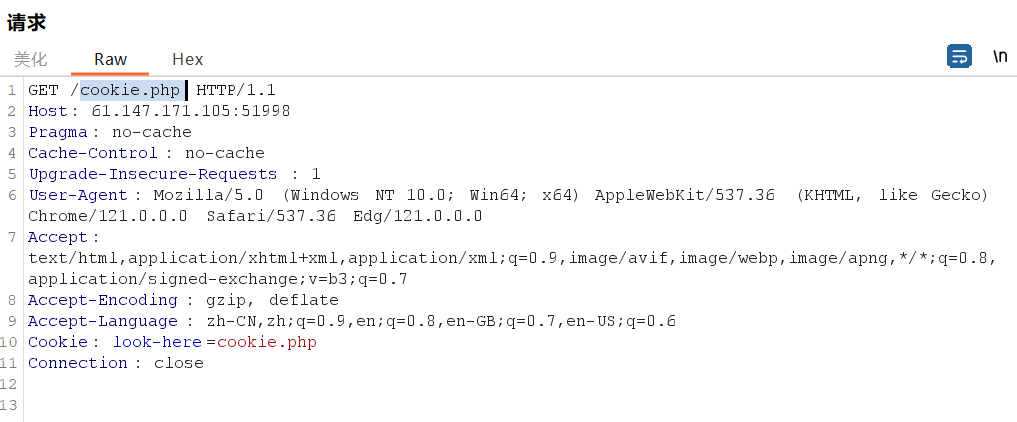 请求
美化 Raw Hex \n
1 GET /cookie.php HTTP/1.1
2 Host: 61.147.171.105:51998
3 Pragma: no-cache
4 Cache-Control: no-cache
5 Upgrade-Insecure-Requests: 1
6 User-Agent: Mozilla/5.0 (Windows NT 10.0; Win64; x64) AppleWebKit/537.36 (KHTML, like Gecko)
Chrome/121.0.0.0 Safari/537.36 Edg/121.0.0.0
7 Accept:
text/html,application/xhtml+xml,application/xml;q=0.9,image/avif,image/webp,image/apng,*/*;q=0.8,
application/signed-exchange;v=b3;q=0.7
8 Accept-Encoding: gzip, deflate
9 Accept-Language: zh-CN,zh;q=0.9,en;q=0.8,en-GB;q=0.7,en-US;q=0.6
10 Cookie: look-here=cookie.php
11 Connection: close
12
13